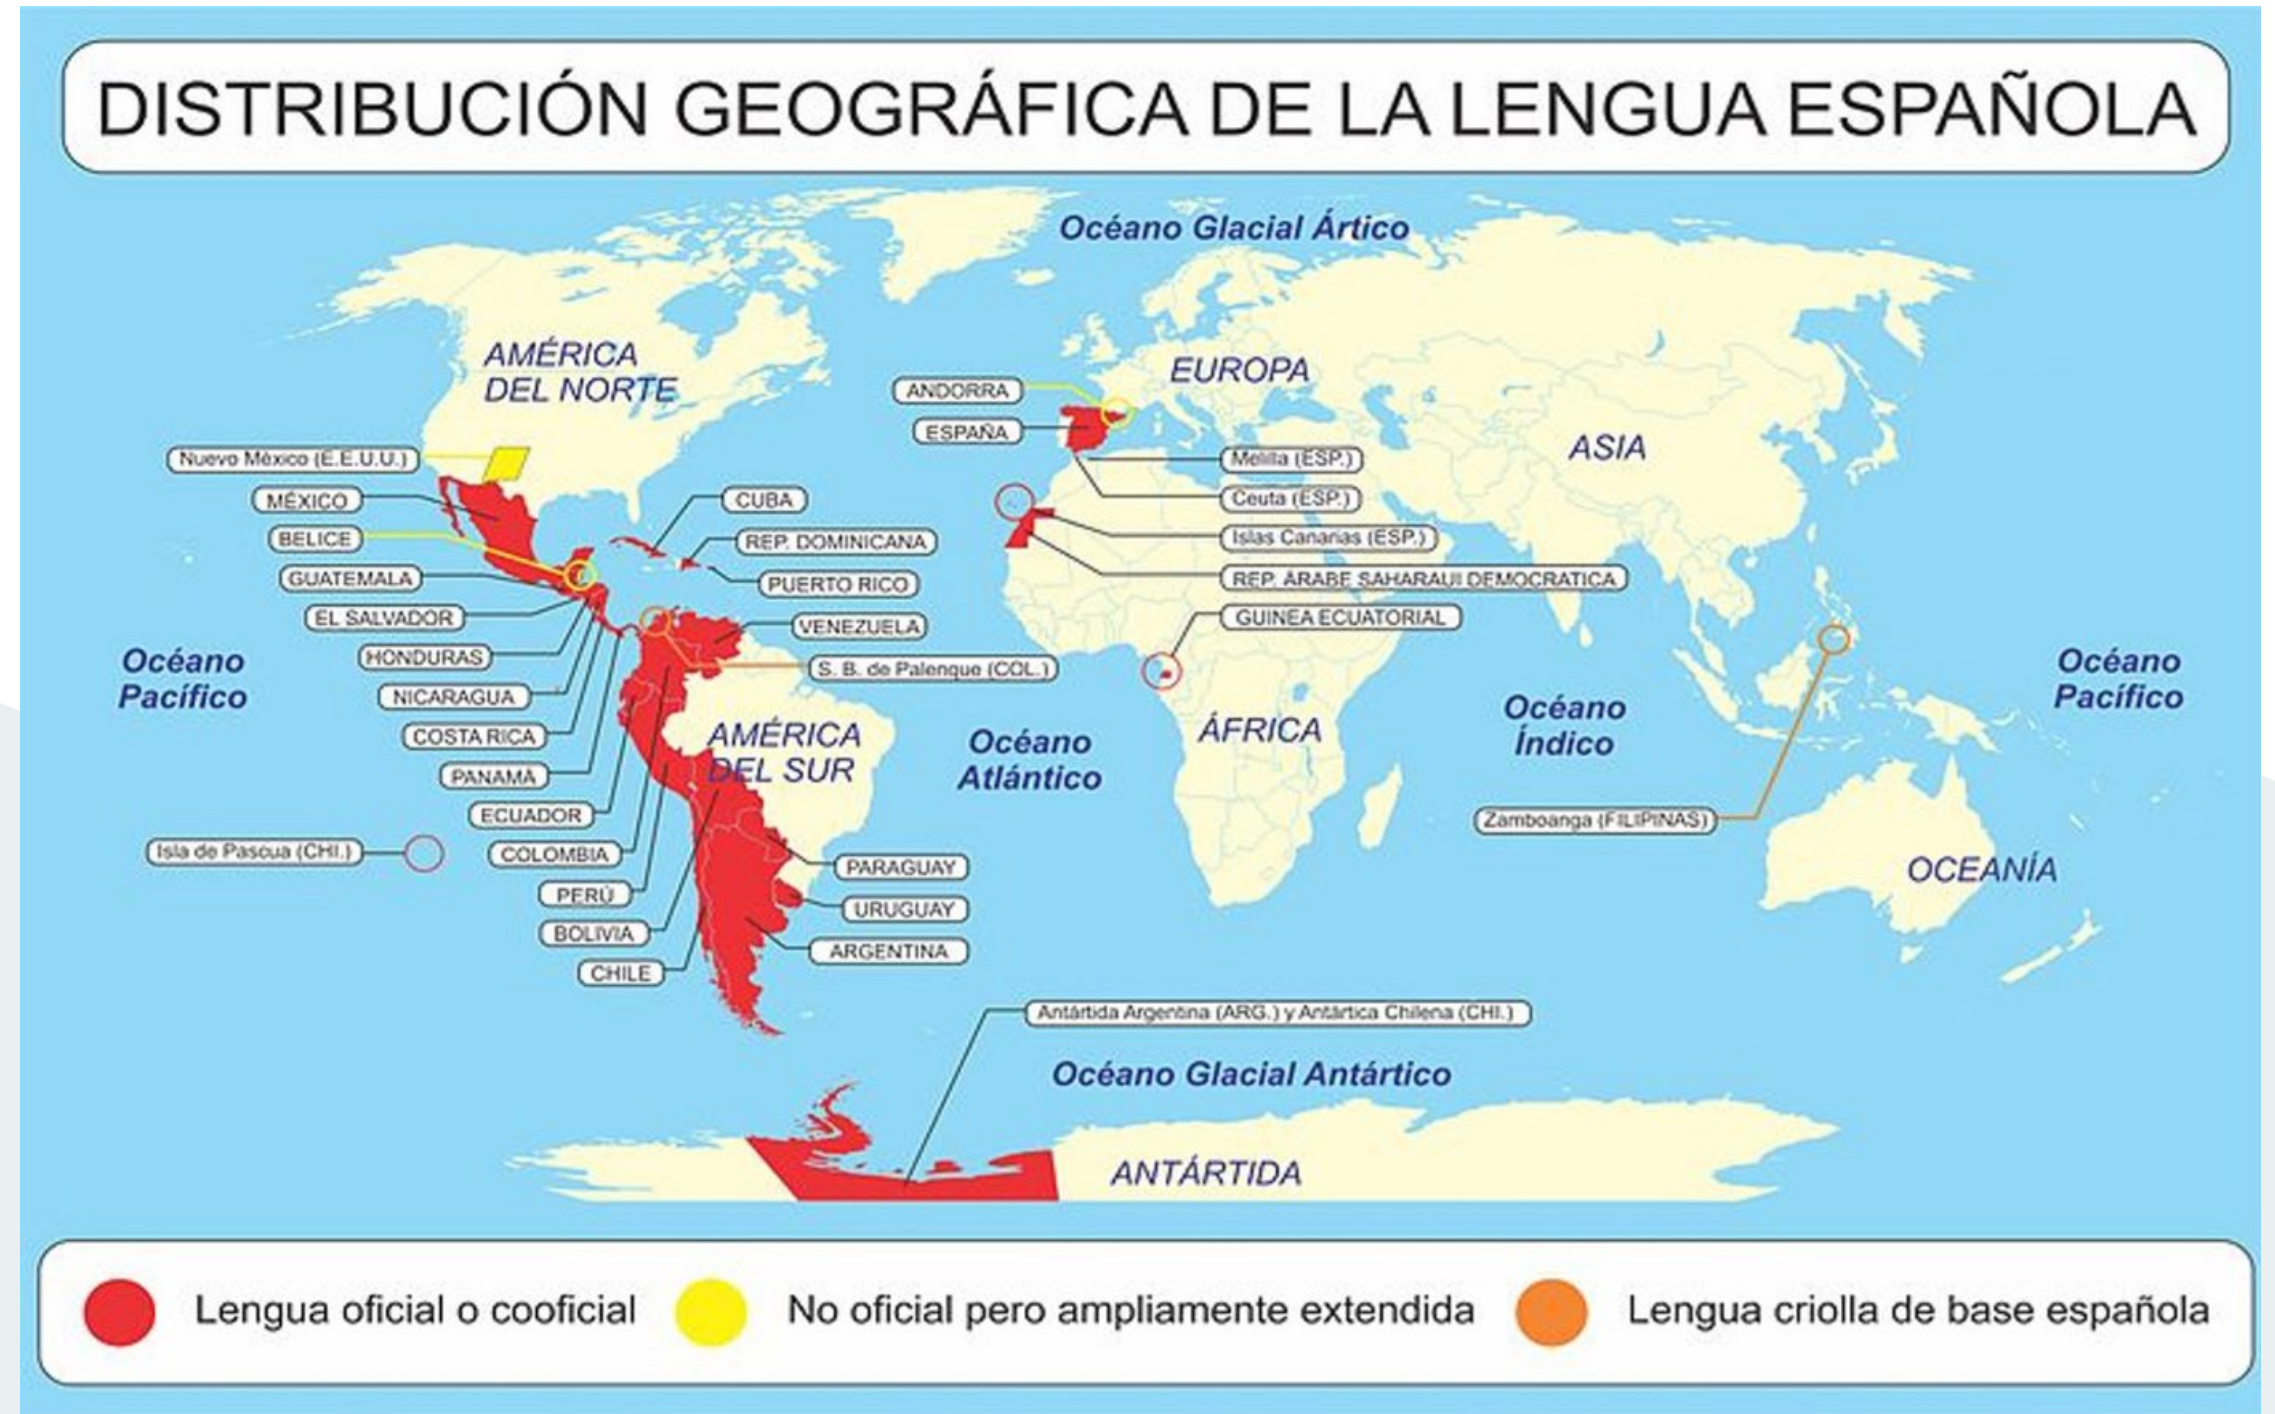 DISTRIBUCIÓN GEOGRÁFICA DE LA LENGUA ESPAÑOLA
Océano Glacial Ártico
AMÉRICA
DEL NORTE
EUROPA
ASIA
ANDORRA
ESPAÑA
Nuevo México (E.E.U.U.)
MÉXICO
BELICE
GUATEMALA
EL SALVADOR
HONDURAS
NICARAGUA
COSTA RICA
PANAMÁ
ECUADOR
COLOMBIA
PERÚ
BOLIVIA
CHILE
Isla de Pascua (CHI.)
Océano
Pacífico
CUBA
REP. DOMINICANA
PUERTO RICO
VENEZUELA
S. B. de Palenque (COL.)
AMÉRICA
DEL SUR
PARAGUAY
URUGUAY
ARGENTINA
Océano
Atlántico
Melilla (ESP.)
Ceuta (ESP.)
Islas Canarias (ESP.)
REP. ÁRABE SAHARAUI DEMOCRATICA
GUINEA ECUATORIAL
ÁFRICA
Océano
Índico
Zamboanga (FILIPINAS)
Océano
Pacífico
OCEANÍA
Antártida Argentina (ARG.) y Antártica Chilena (CHI.)
Océano Glacial Antártico
ANTÁRTIDA
Lengua oficial o cooficial
No oficial pero ampliamente extendida
Lengua criolla de base española